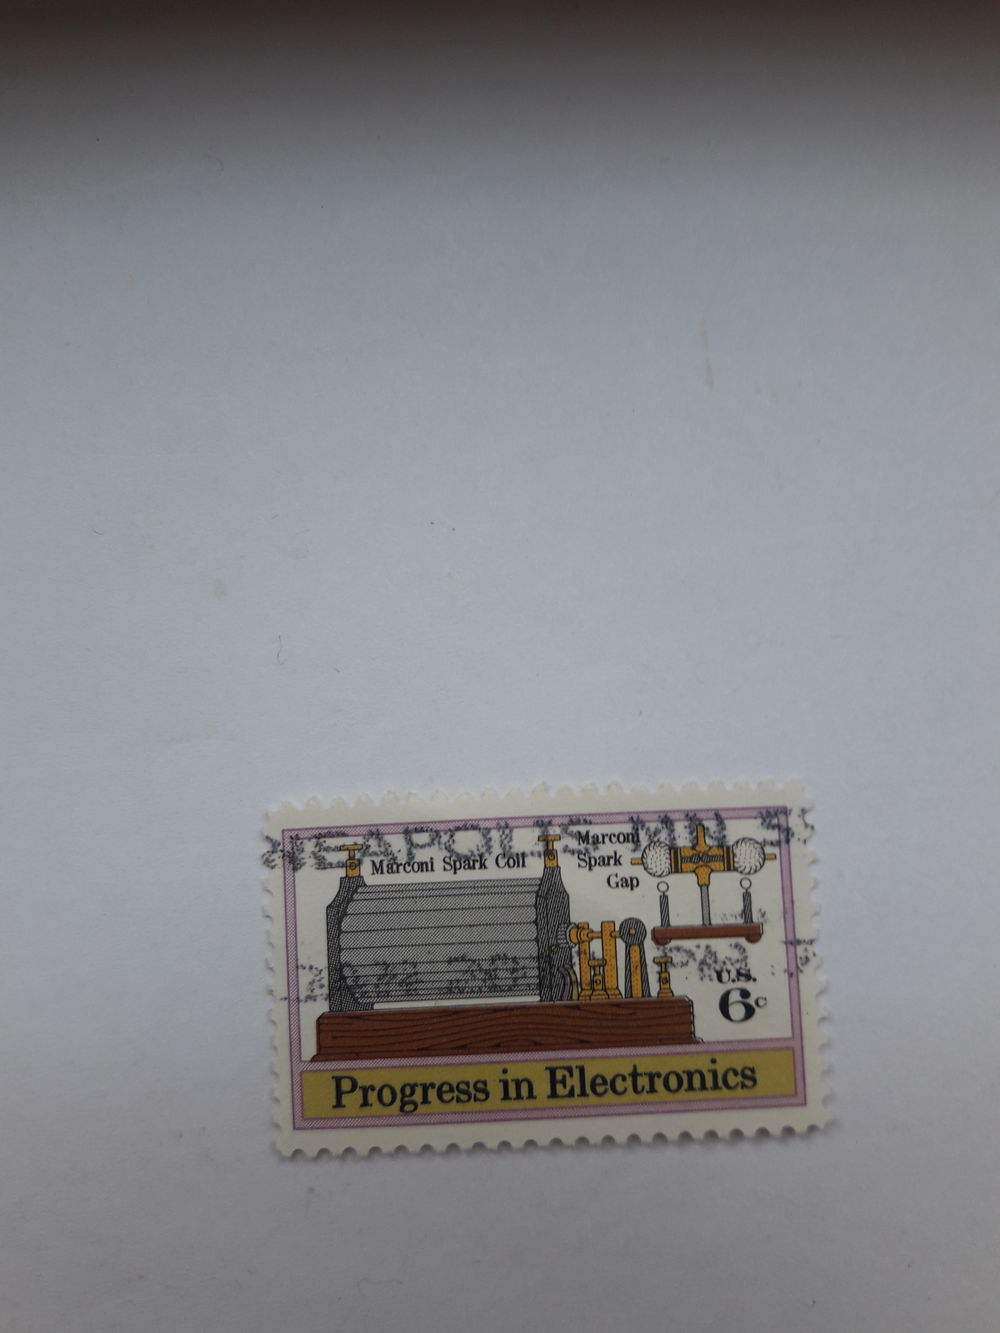 Marconi Spark Coil
Marconi
Spark
Gap
U.S.
6c
Progress in Electronics